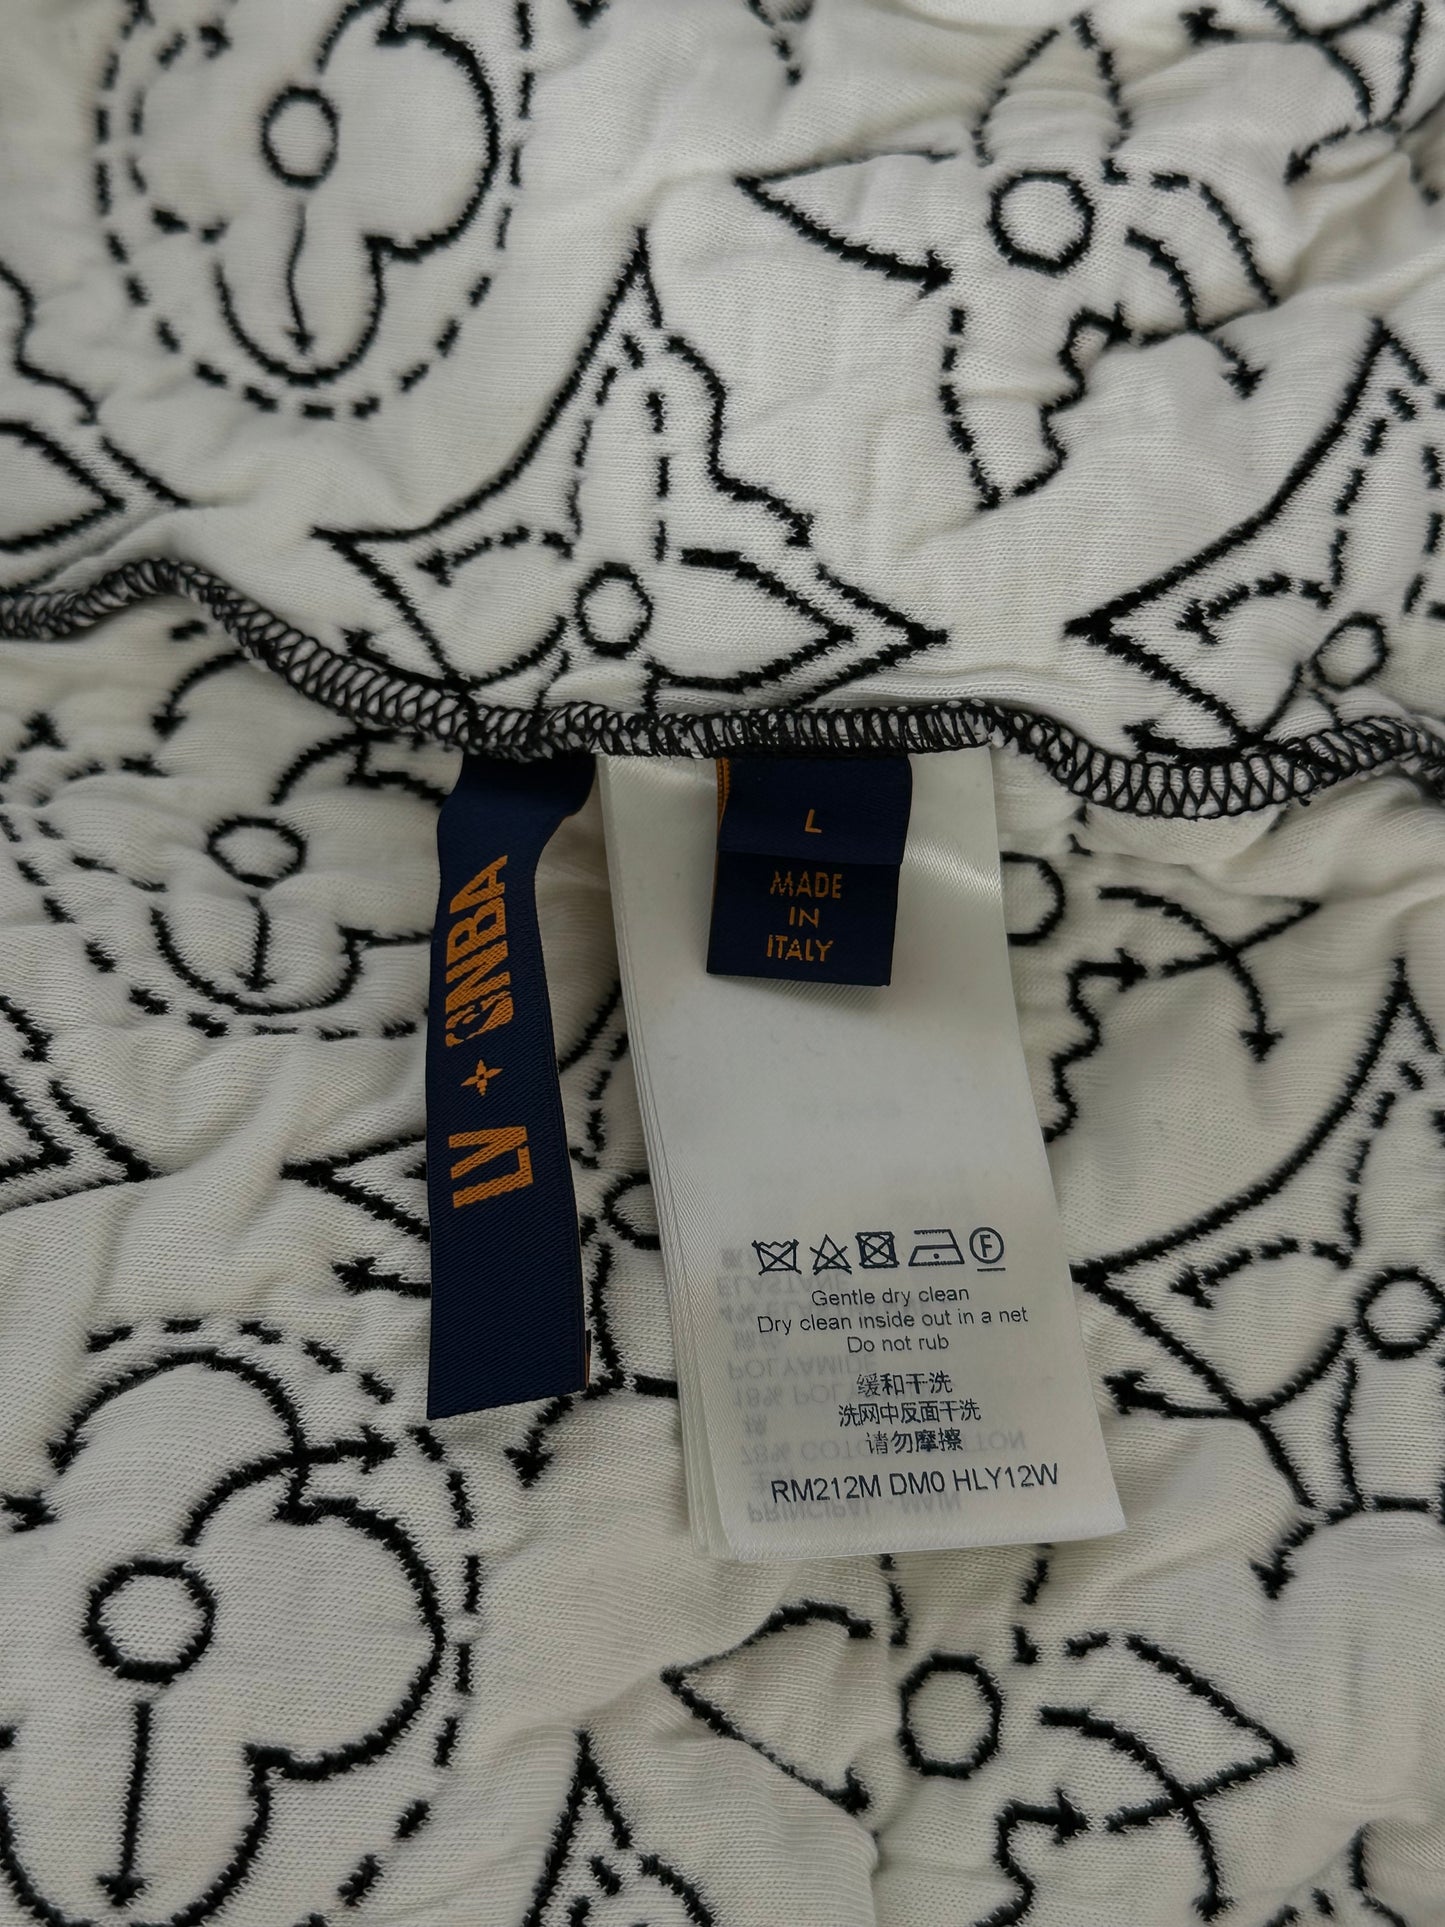 LV NBA
L
MADE
IN
ITALY
F
Gentle dry clean
Dry clean inside out in a net
Do not rub
缓和干洗
洗网中反面干洗
请勿摩擦
RM212M DM0 HLY12W